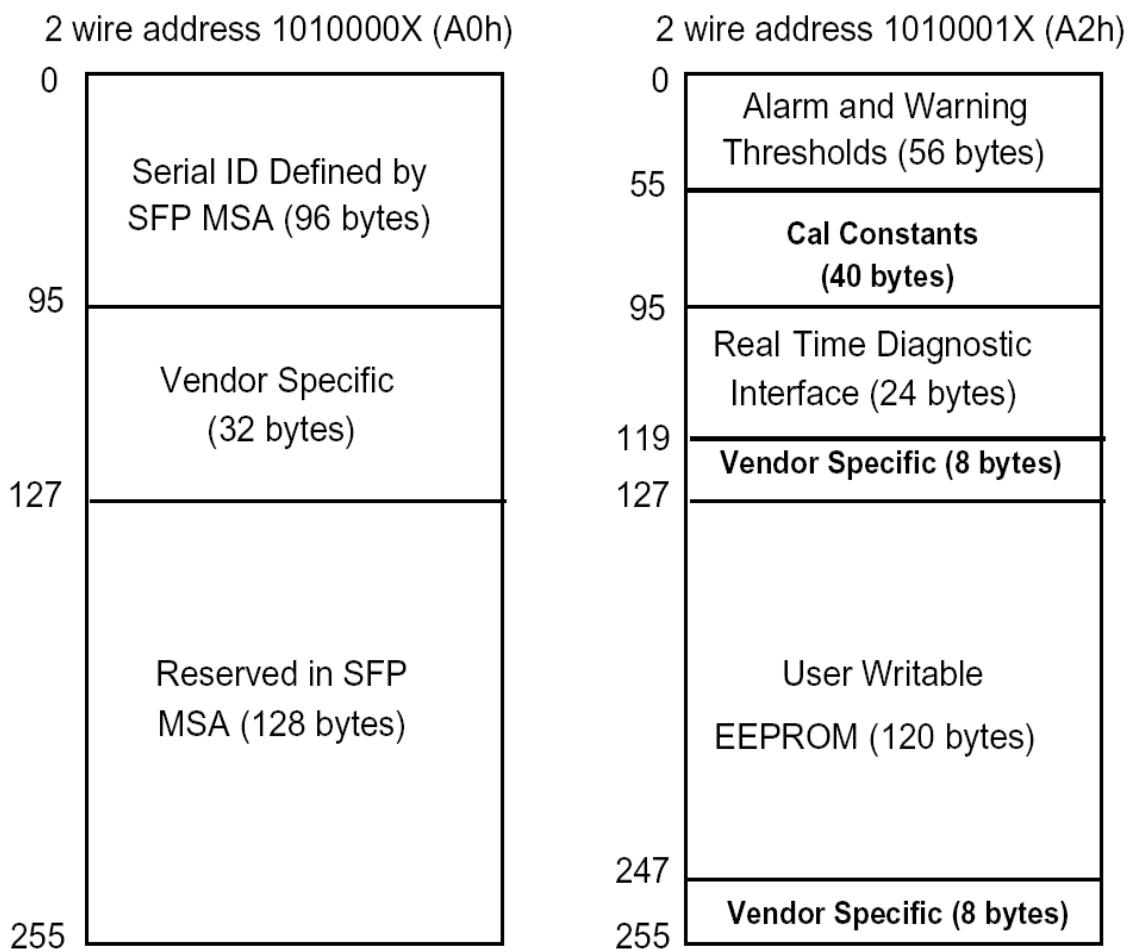 2 wire address 1010000X (A0h)
0
Serial ID Defined by
SFP MSA (96 bytes)
95
Vendor Specific
(32 bytes)
127
Reserved in SFP
MSA (128 bytes)
255
2 wire address 1010001X (A2h)
0
Alarm and Warning
Thresholds (56 bytes)
55
Cal Constants
(40 bytes)
95
Real Time Diagnostic
Interface (24 bytes)
119
Vendor Specific (8 bytes)
127
User Writable
EEPROM (120 bytes)
247
Vendor Specific (8 bytes)
255